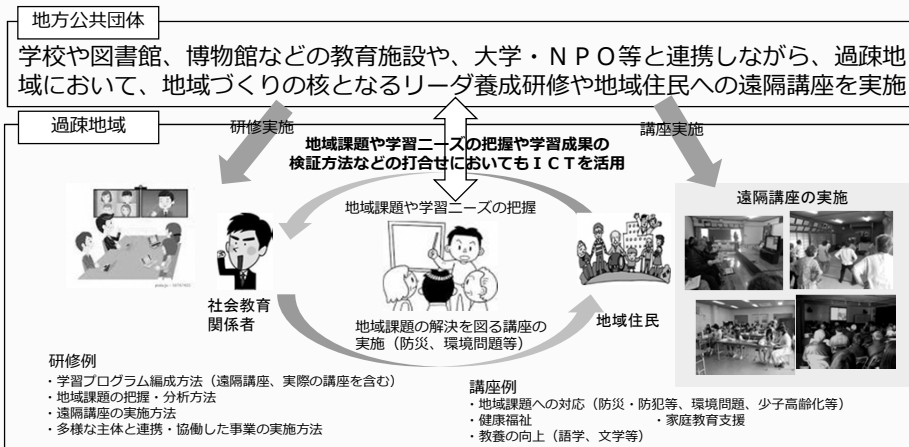 地方公共団体
学校や図書館、博物館などの教育施設や、大学・ＮＰＯ等と連携しながら、過疎地
域において、地域づくりの核となるリーダ養成研修や地域住民への遠隔講座を実施
過疎地域
研修実施
講座実施
地域課題や学習ニーズの把握や学習成果の
検証方法などの打合せにおいてもＩＣＴを活用
地域課題や学習ニーズの把握
遠隔講座の実施
社会教育
関係者
地域住民
地域課題の解決を図る講座の
実施（防災、環境問題等）
研修例
・学習プログラム編成方法（遠隔講座、実際の講座を含む）
・地域課題の把握・分析方法
・遠隔講座の実施方法
・多様な主体と連携・協働した事業の実施方法
講座例
・地域課題への対応（防災・防犯等、環境問題、少子高齢化等）
・健康福祉 ・家庭教育支援
・教養の向上（語学、文学等）